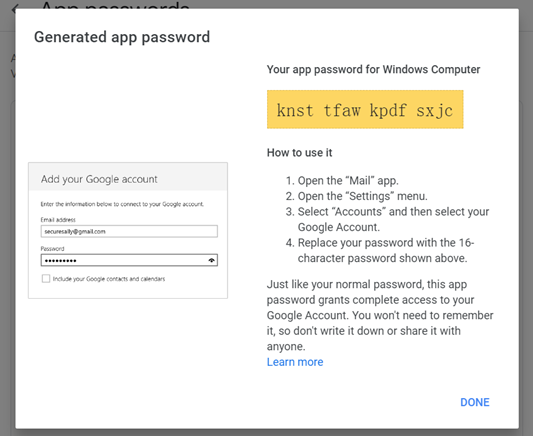 App passwords
Generated app password
Your app password for Windows Computer
knst tfaw kpdf sxjc
How to use it
1. Open the “Mail” app.
2. Open the “Settings” menu.
3. Select “Accounts” and then select your
Google Account.
4. Replace your password with the 16-
character password shown above.
Just like your normal password, this app
password grants complete access to your
Google Account. You won't need to remember
it, so don't write it down or share it with
anyone.
Learn more
Add your Google account
Enter the information below to connect to your Google account.
Email address
securesally@gmail.com
Password
•••••••••
Include your Google contacts and calendars
DONE